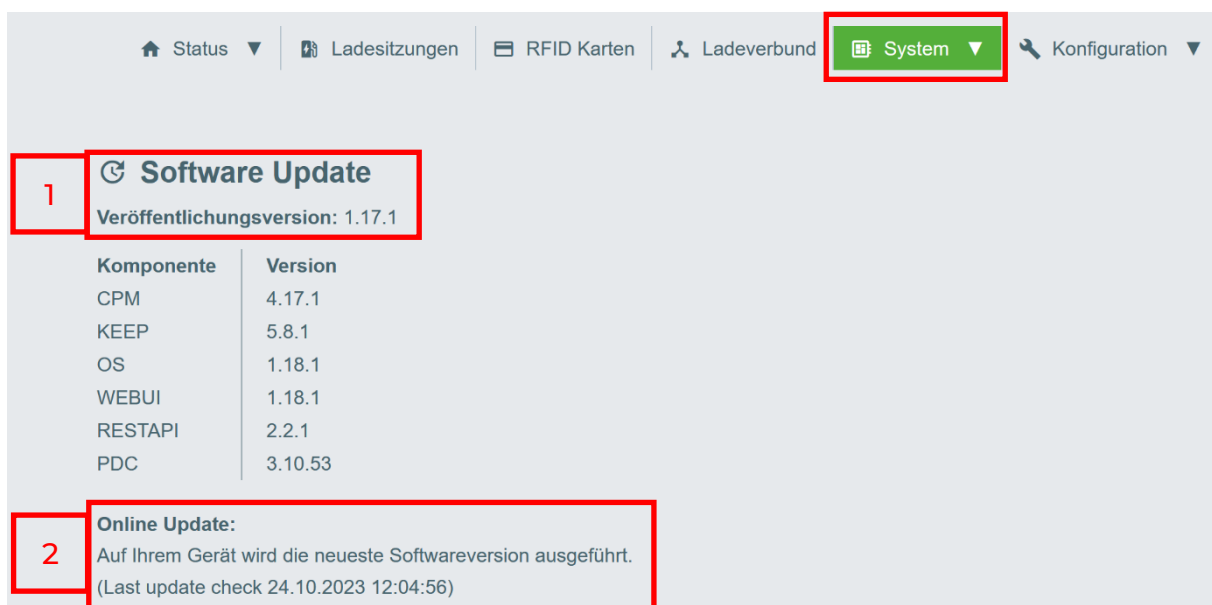 Status ▼ Ladesitzungen RFID Karten Ladeverbund System ▼ Konfiguration ▼
1
Software Update
Veröffentlichungsversion: 1.17.1
Komponente Version
CPM 4.17.1
KEEP 5.8.1
OS 1.18.1
WEBUI 1.18.1
RESTAPI 2.2.1
PDC 3.10.53
2
Online Update:
Auf Ihrem Gerät wird die neueste Softwareversion ausgeführt.
(Last update check 24.10.2023 12:04:56)